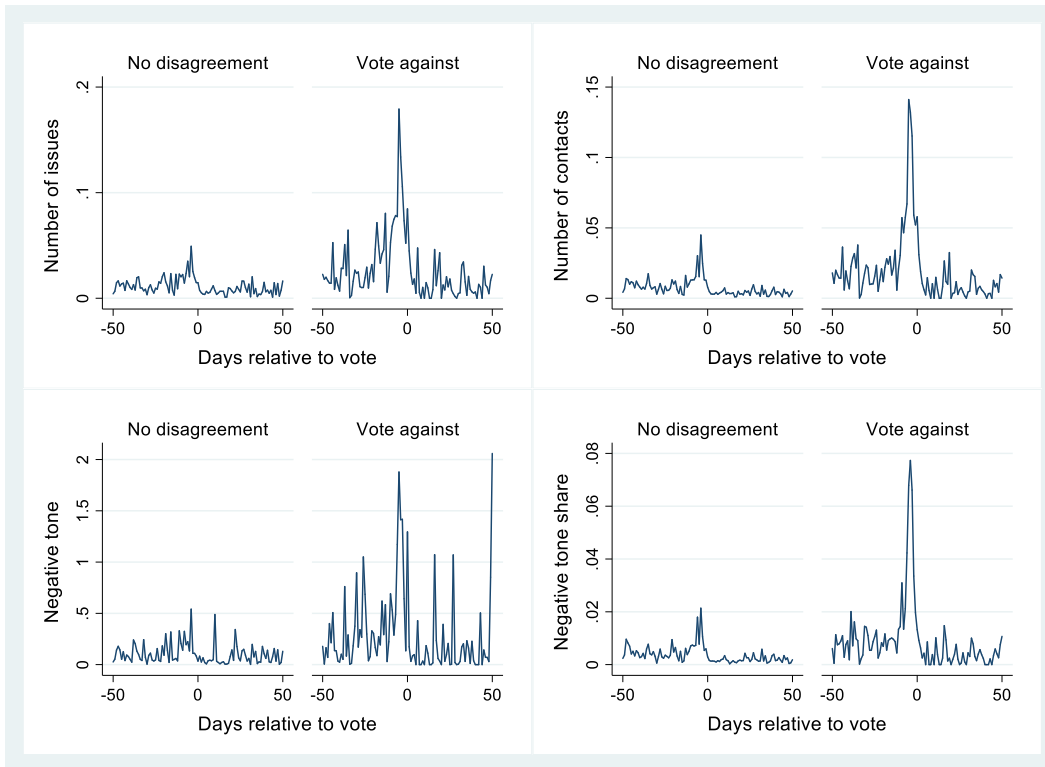 No disagreement Vote against
Number of issues
.2
.1
0
-50 0 50 -50 0 50
Days relative to vote
No disagreement Vote against
Number of contacts
.15
.1
.05
0
-50 0 50 -50 0 50
Days relative to vote
No disagreement Vote against
Negative tone
2
1.5
1
.5
0
-50 0 50 -50 0 50
Days relative to vote
No disagreement Vote against
Negative tone share
.08
.06
.04
.02
0
-50 0 50 -50 0 50
Days relative to vote